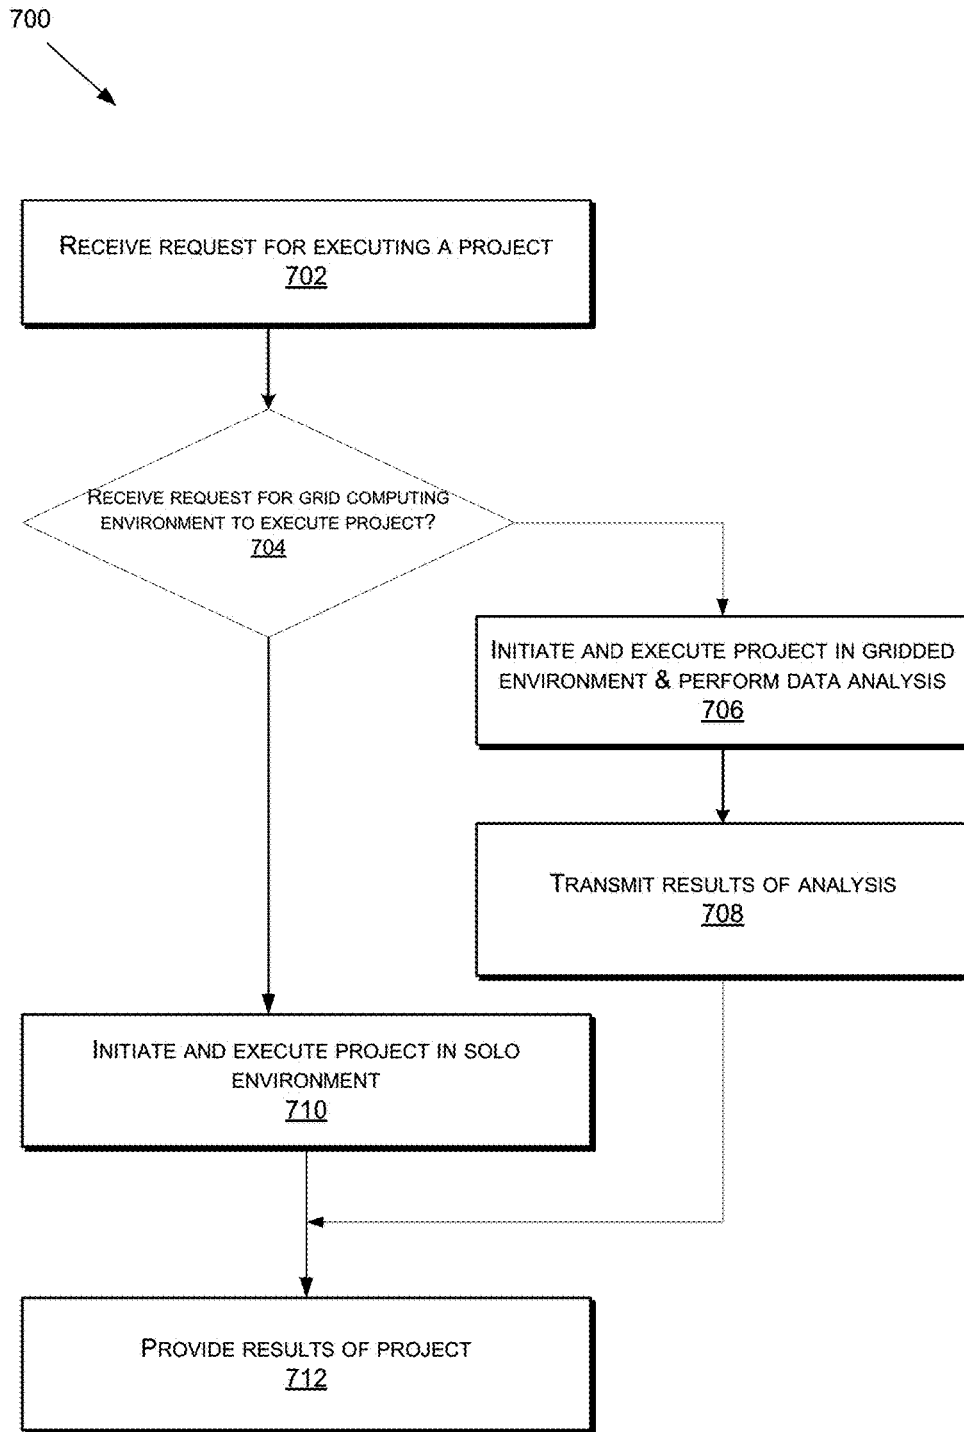 700
RECEIVE REQUEST FOR EXECUTING A PROJECT
702
RECEIVE REQUEST FOR GRID COMPUTING
ENVIRONMENT TO EXECUTE PROJECT?
704
INITIATE AND EXECUTE PROJECT IN GRIDDED
ENVIRONMENT & PERFORM DATA ANALYSIS
706
TRANSMIT RESULTS OF ANALYSIS
708
INITIATE AND EXECUTE PROJECT IN SOLO
ENVIRONMENT
710
PROVIDE RESULTS OF PROJECT
712